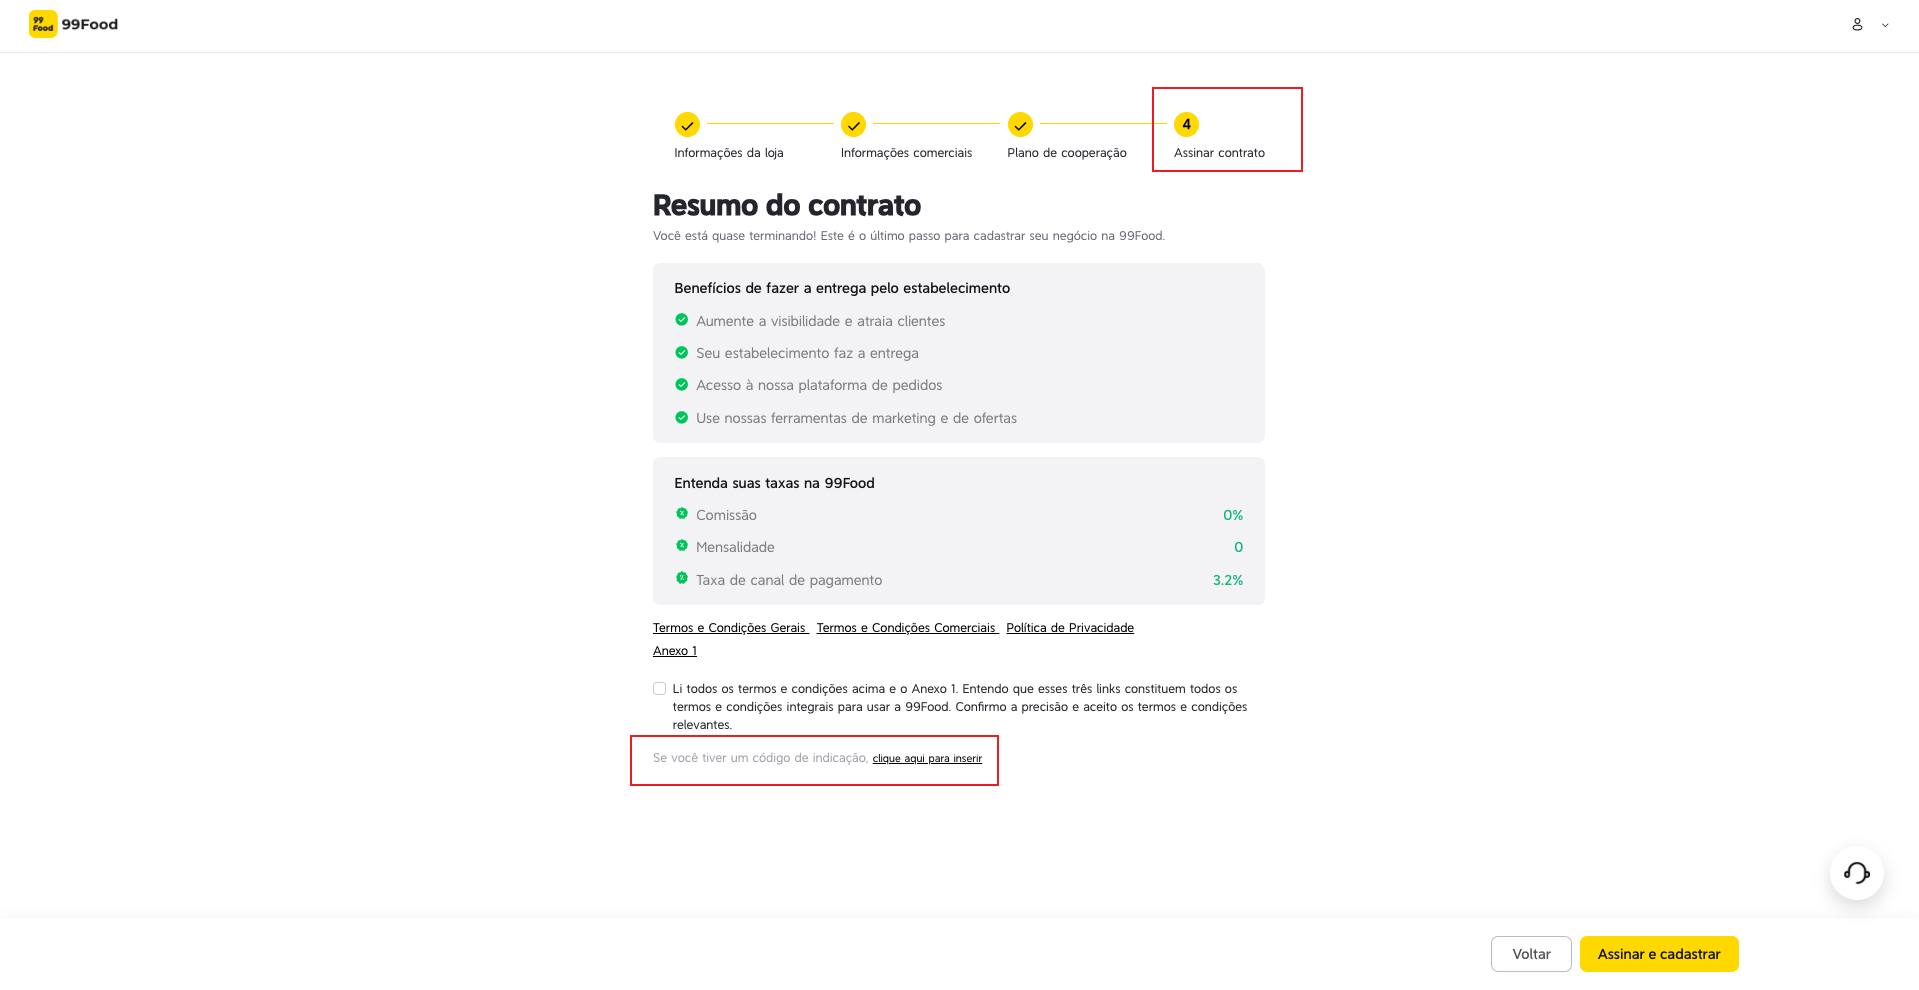 99
Food
99Food
4
Informações da loja
Informações comerciais
Plano de cooperação
Assinar contrato
Resumo do contrato
Você está quase terminando! Este é o último passo para cadastrar seu negócio na 99Food.
Benefícios de fazer a entrega pelo estabelecimento
Aumente a visibilidade e atraia clientes
Seu estabelecimento faz a entrega
Acesso à nossa plataforma de pedidos
Use nossas ferramentas de marketing e de ofertas
Entenda suas taxas na 99Food
Comissão 0%
Mensalidade 0
Taxa de canal de pagamento 3.2%
Termos e Condições Gerais Termos e Condições Comerciais Política de Privacidade
Anexo 1
Li todos os termos e condições acima e o Anexo 1. Entendo que esses três links constituem todos os
termos e condições integrais para usar a 99Food. Confirmo a precisão e aceito os termos e condições
relevantes.
Se você tiver um código de indicação, clique aqui para inserir
Voltar
Assinar e cadastrar